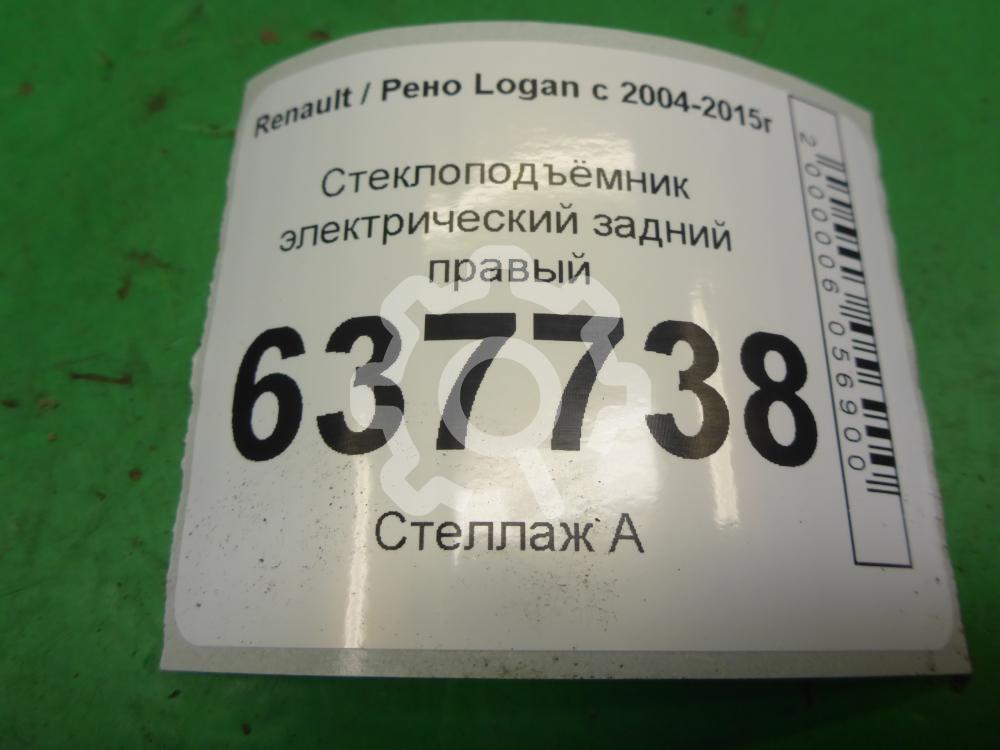 Renault / Рено Logan с 2004-2015г
Стеклоподъёмник
электрический задний
правый
637738
Стеллаж А
2000006056900